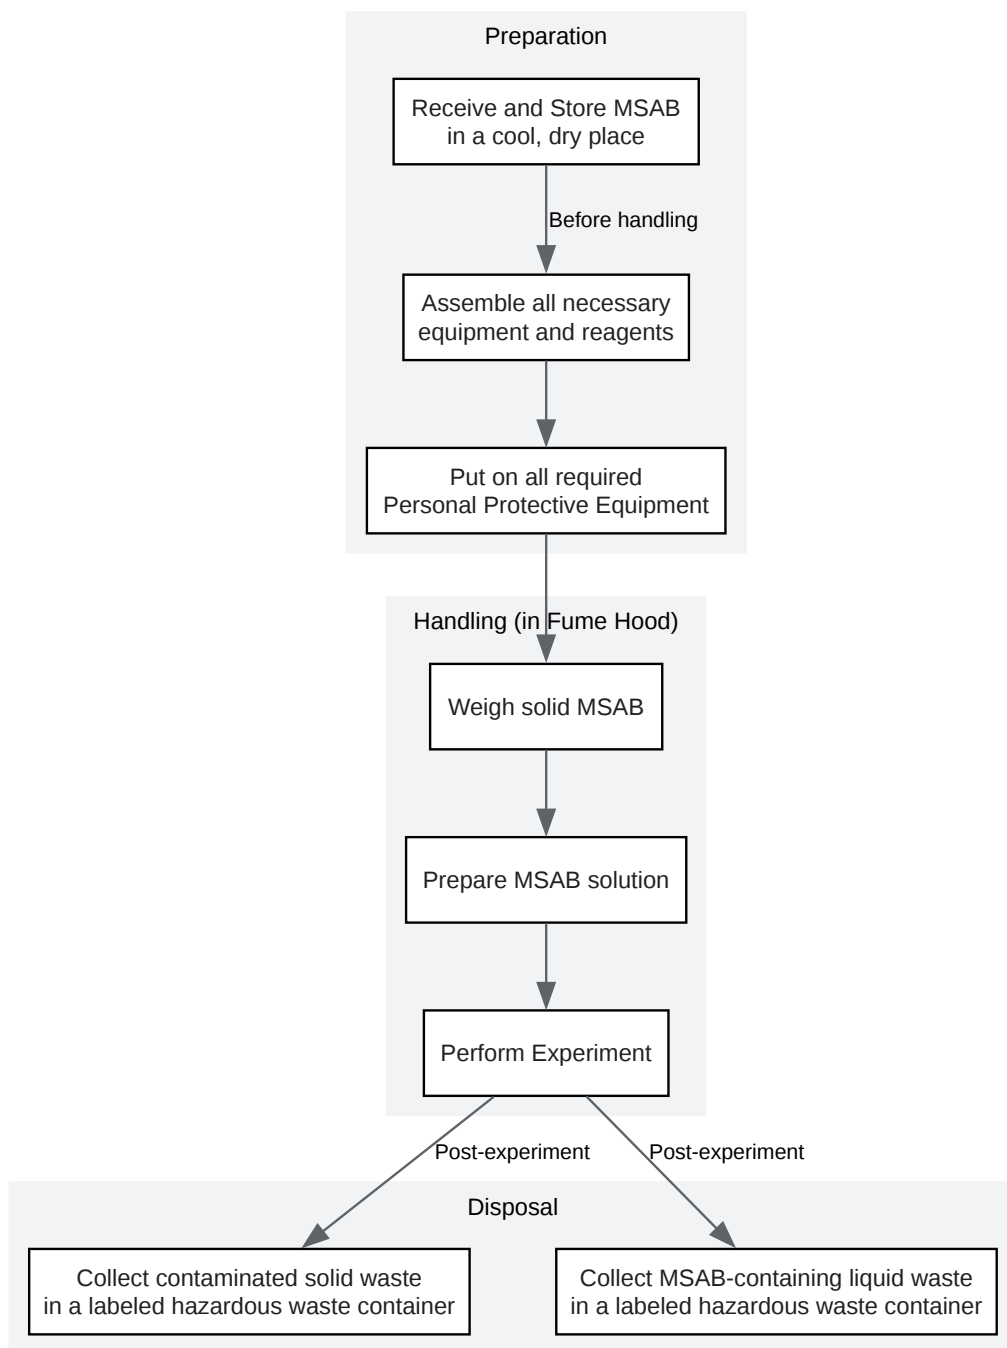 Preparation
Receive and Store MSAB
in a cool, dry place
Before handling
Assemble all necessary
equipment and reagents
Put on all required
Personal Protective Equipment
Handling (in Fume Hood)
Weigh solid MSAB
Prepare MSAB solution
Perform Experiment
Post-experiment
Post-experiment
Disposal
Collect contaminated solid waste
in a labeled hazardous waste container
Collect MSAB-containing liquid waste
in a labeled hazardous waste container